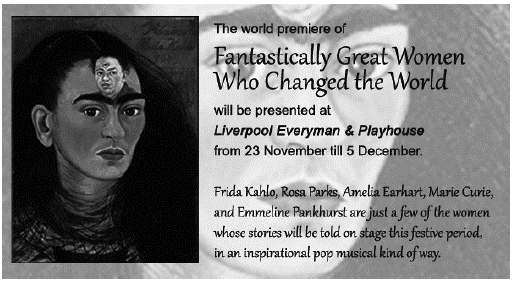 The world premiere of
Fantastically Great Women
Who Changed the World
will be presented at
Liverpool Everyman & Playhouse
from 23 November till 5 December.
Frida Kahlo, Rosa Parks, Amelia Earhart, Marie Curie,
and Emmeline Pankhurst are just a few of the women
whose stories will be told on stage this festive period,
in an inspirational pop musical kind of way.